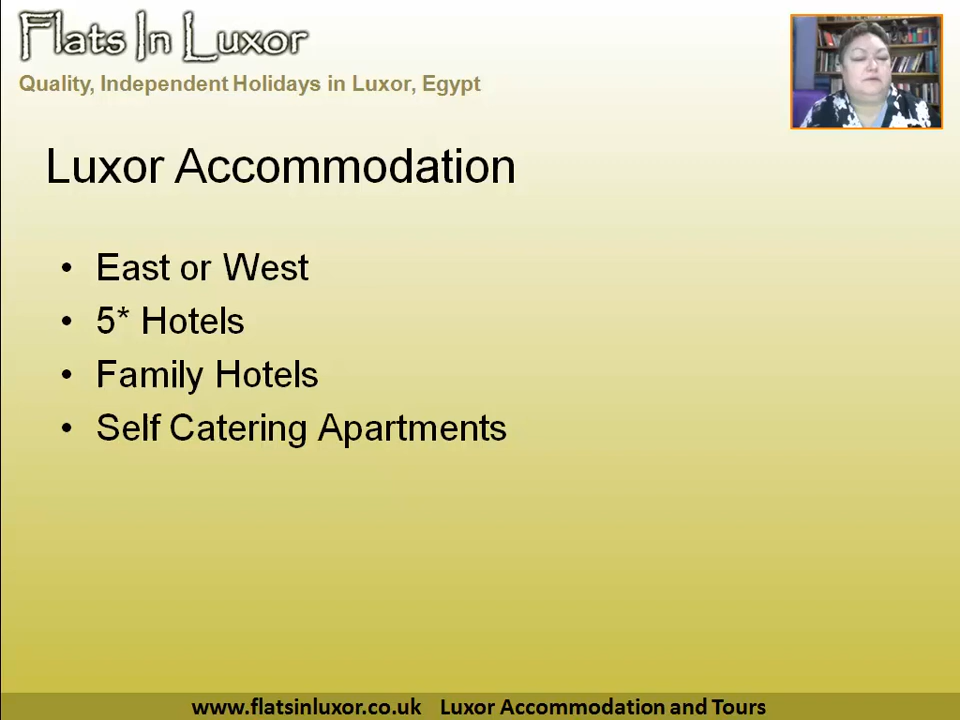 Flats In Luxor
Quality, Independent Holidays in Luxor, Egypt
Luxor Accommodation
• East or West
• 5* Hotels
• Family Hotels
• Self Catering Apartments
www.flatsinluxor.co.uk Luxor Accommodation and Tours